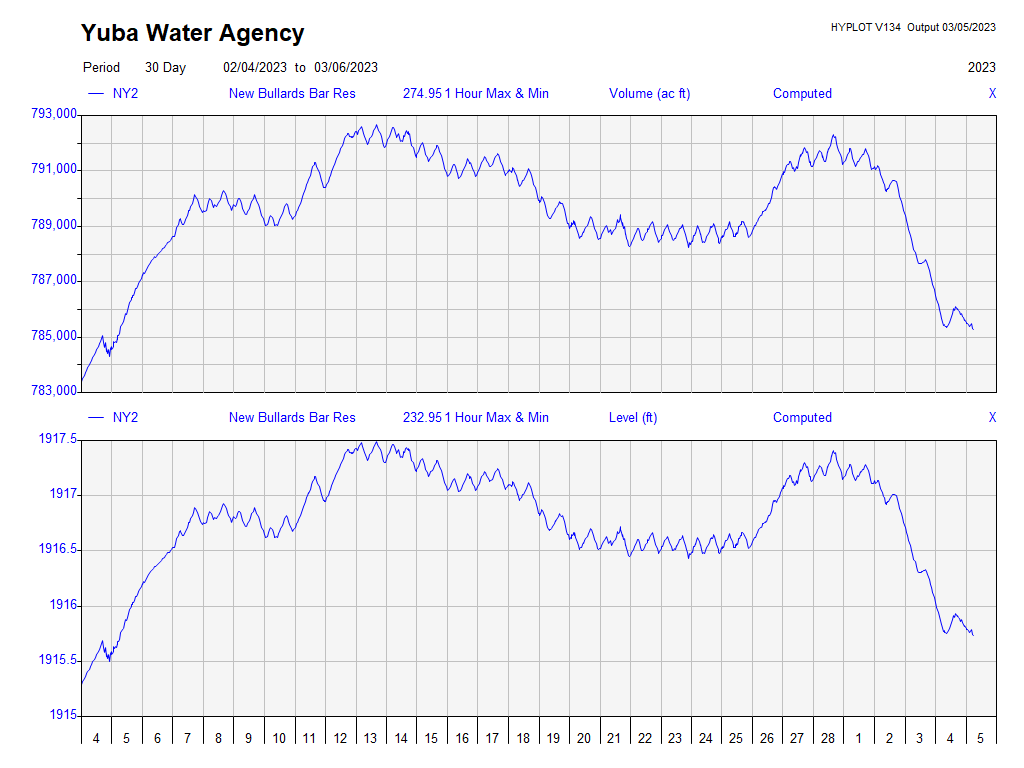 Yuba Water Agency
HYPLOT V134 Output 03/05/2023
Period 30 Day 02/04/2023 to 03/06/2023 2023
NY2 New Bullards Bar Res 274.95 1 Hour Max & Min Volume (ac ft) Computed X
793,000
791,000
789,000
787,000
785,000
783,000
NY2 New Bullards Bar Res 232.95 1 Hour Max & Min Level (ft) Computed X
1917.5
1917
1916.5
1916
1915.5
1915
4 5 6 7 8 9 10 11 12 13 14 15 16 17 18 19 20 21 22 23 24 25 26 27 28 1 2 3 4 5